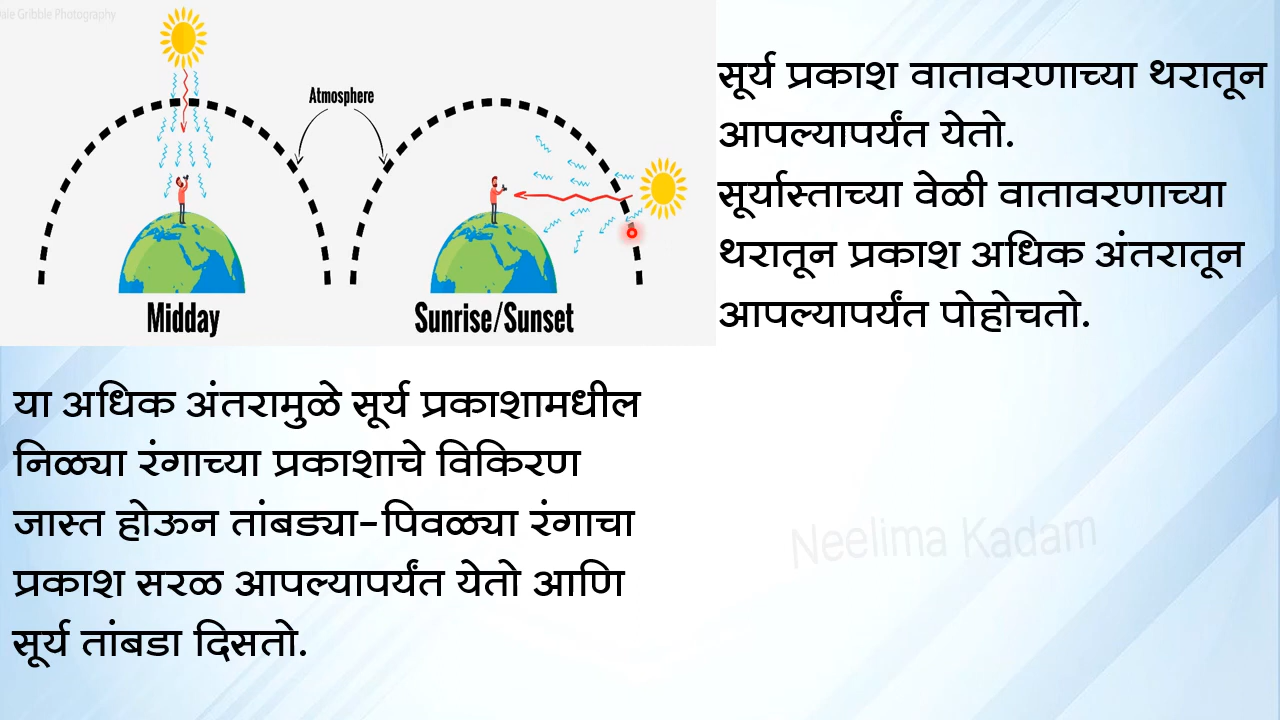 Dale Gribble Photography
Atmosphere
Midday
Sunrise/Sunset
सूर्य प्रकाश वातावरणाच्या थरातून
आपल्यापर्यंत येतो.
सूर्यास्ताच्या वेळी वातावरणाच्या
थरातून प्रकाश अधिक अंतरातून
आपल्यापर्यंत पोहोचतो.
या अधिक अंतरामुळे सूर्य प्रकाशामधील
निळ्या रंगाच्या प्रकाशाचे विकिरण
जास्त होऊन तांबड्या-पिवळ्या रंगाचा
प्रकाश सरळ आपल्यापर्यंत येतो आणि
सूर्य तांबडा दिसतो.
Neelima Kadam